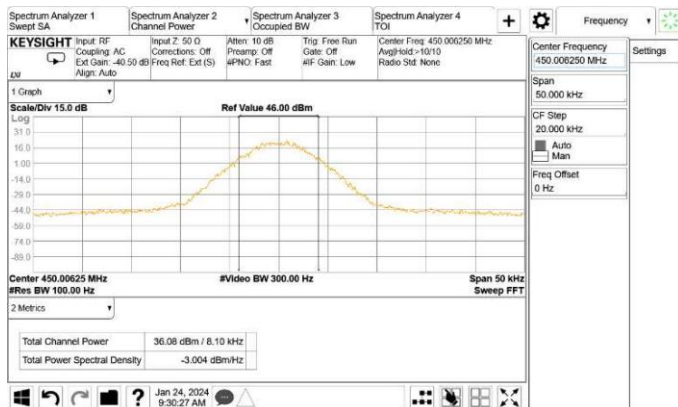 Spectrum Analyzer 1
Swept SA
Spectrum Analyzer 2
Channel Power
Spectrum Analyzer 3
Occupied BW
Spectrum Analyzer 4
TOI
+
Frequency
KEYSIGHT
Input: RF
Coupling: AC
Ext Gain: -40.50 dB
Align: Auto
Input Z: 50 Ω
Corrections: Off
Freq Ref: Ext (S)
Atten: 10 dB
Preamp: Off
#PNO: Fast
Trig: Free Run
Gate: Off
#IF Gain: Low
Center Freq: 450.006250 MHz
Avg|Hold:>10/10
Radio Std: None
Center Frequency
450.006250 MHz
Settings
Span
50.000 kHz
CF Step
20.000 kHz
Auto
Man
Freq Offset
0 Hz
1 Graph
Scale/Div 15.0 dB
Ref Value 46.00 dBm
Log
31.0
16.0
1.00
-14.0
-29.0
-44.0
-59.0
-74.0
-89.0
Center 450.00625 MHz
#Video BW 300.00 Hz
Span 50 kHz
#Res BW 100.00 Hz
Sweep FFT
2 Metrics
Total Channel Power 36.08 dBm / 8.10 kHz
Total Power Spectral Density -3.004 dBm/Hz
?
Jan 24, 2024
9:30:27 AM